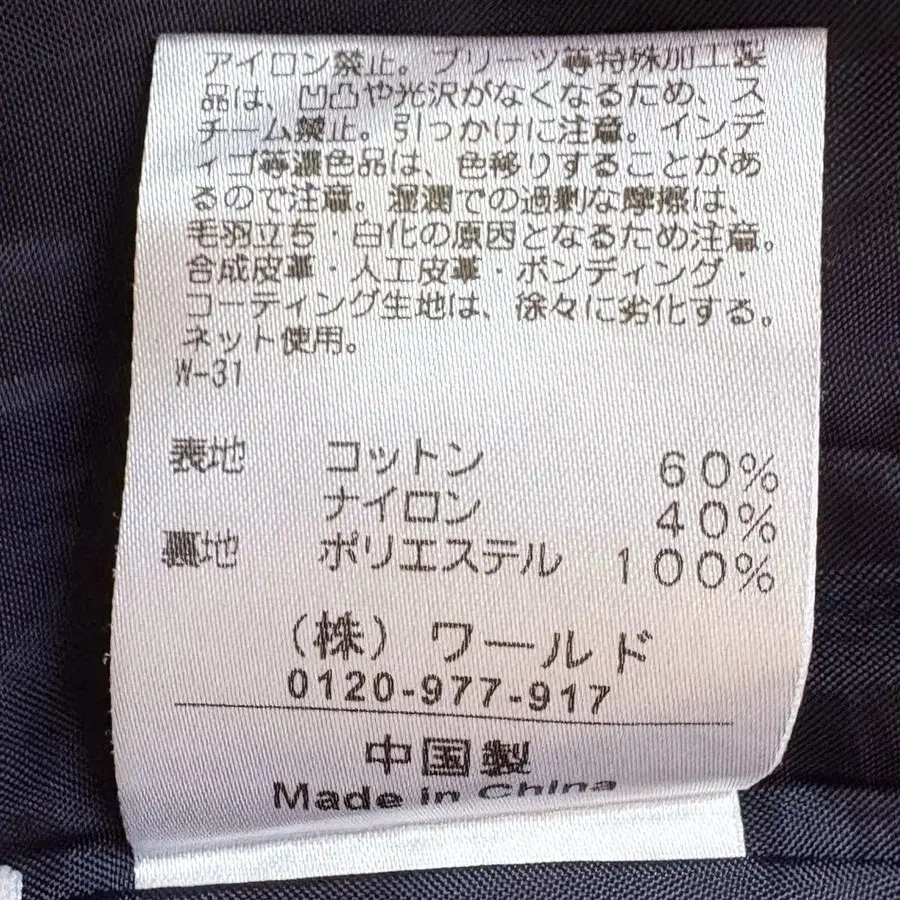 アイロン禁止。プリーツ等特殊加工製
品は、凹凸や光沢がなくなるため、ス
チーム禁止。引っかけに注意。インデ
ィゴ等濃色品は、色移りすることがあ
るので注意。湿潤での過剰な摩擦は、
毛羽立ち・白化の原因となるため注意。
合成皮革・人工皮革・ボンディング・
コーティング生地は、徐々に劣化する。
ネット使用。
W-31
表地 コットン 60%
ナイロン 40%
裏地 ポリエステル 100%
(株) ワールド
0120-977-917
中国製
Made in China